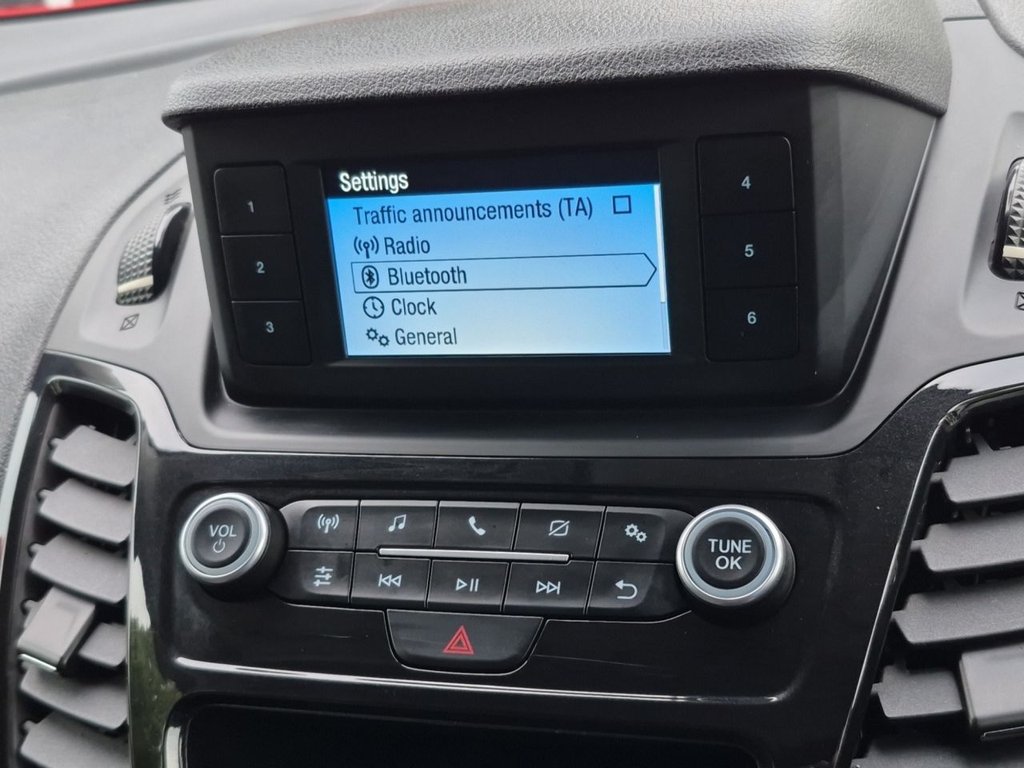 Settings
Traffic announcements (TA)
Radio
Bluetooth
Clock
General
1
2
3
4
5
6
VOL
TUNE
OK